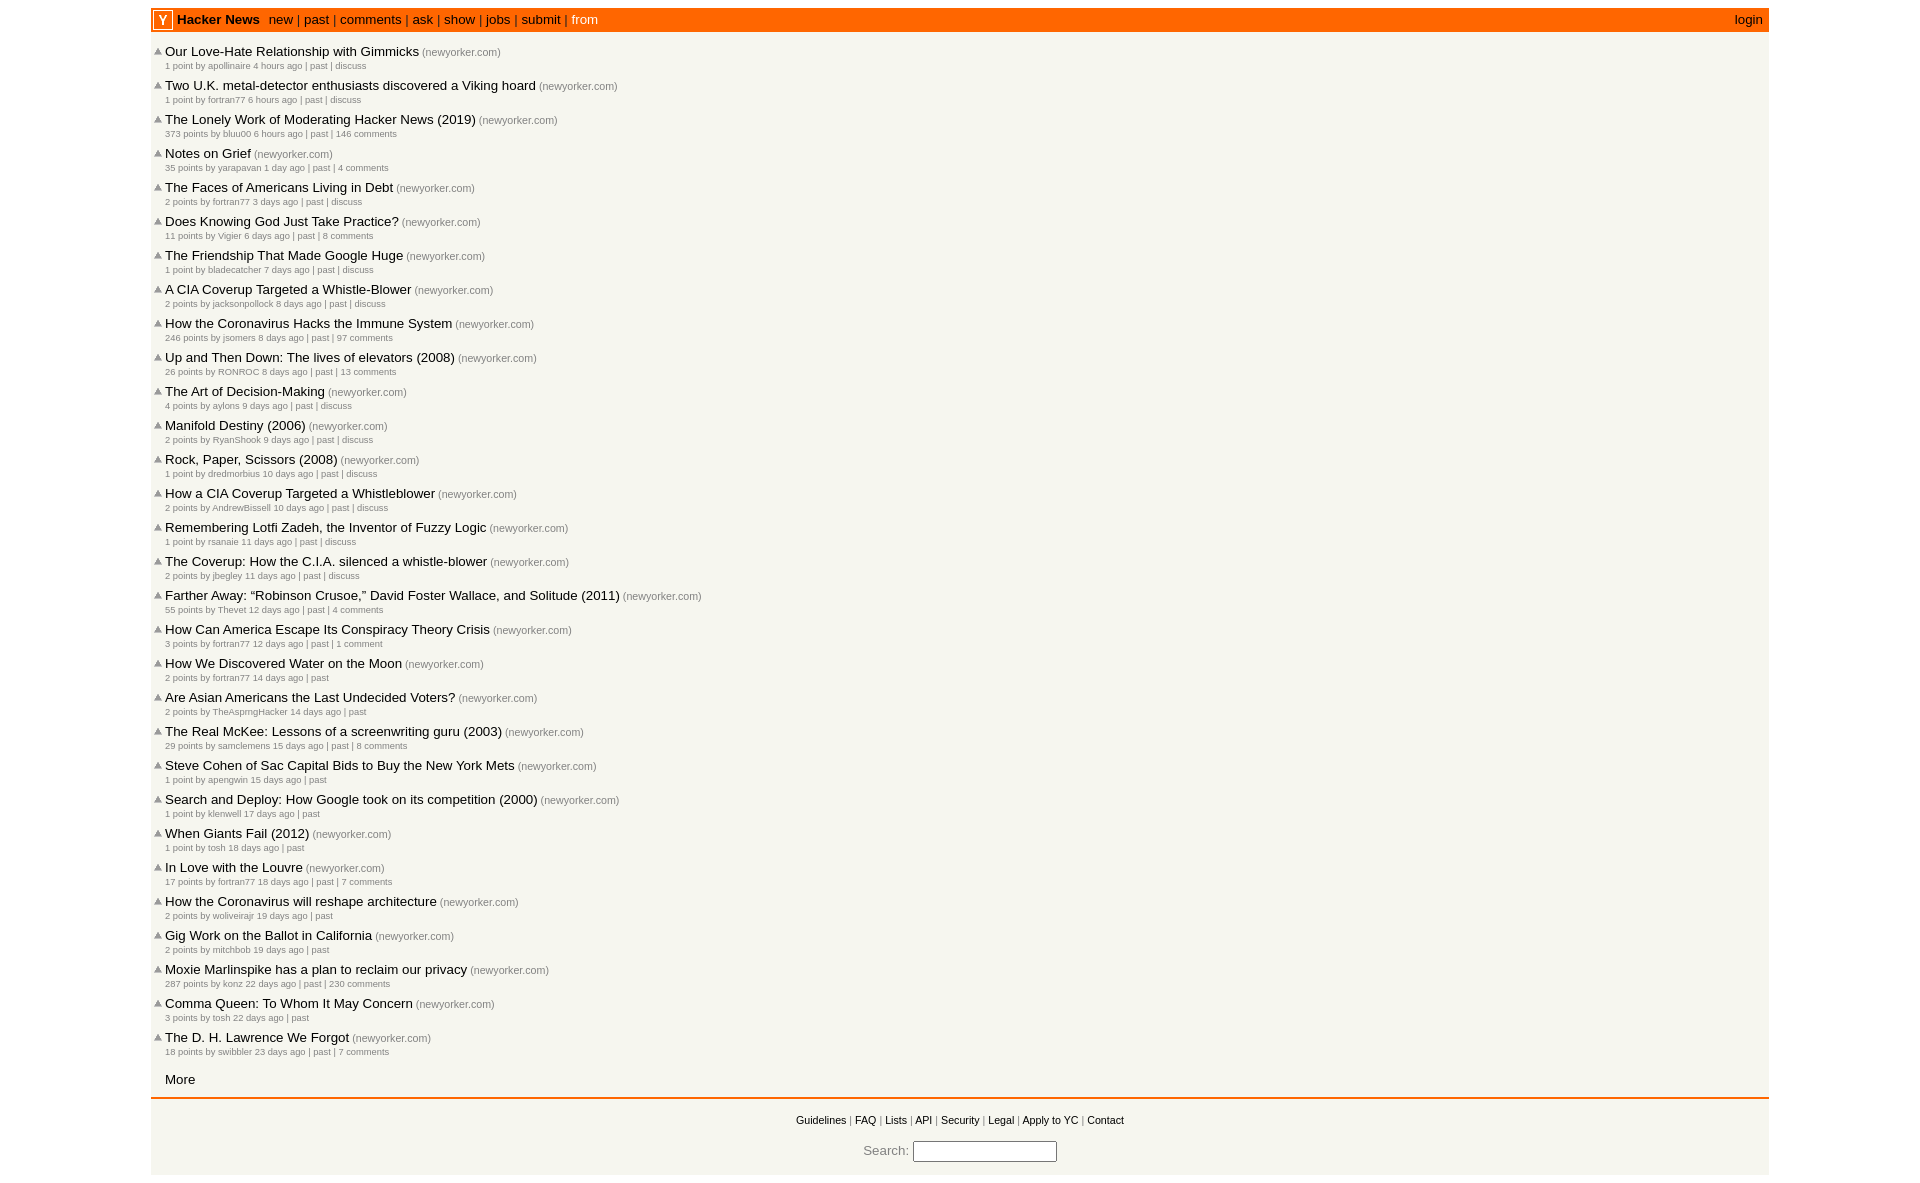 Y Hacker News new | past | comments | ask | show | jobs | submit | from login
Our Love-Hate Relationship with Gimmicks (newyorker.com)
1 point by apollinaire 4 hours ago | past | discuss
Two U.K. metal-detector enthusiasts discovered a Viking hoard (newyorker.com)
1 point by fortran77 6 hours ago | past | discuss
The Lonely Work of Moderating Hacker News (2019) (newyorker.com)
373 points by bluu00 6 hours ago | past | 146 comments
Notes on Grief (newyorker.com)
35 points by yarapavan 1 day ago | past | 4 comments
The Faces of Americans Living in Debt (newyorker.com)
2 points by fortran77 3 days ago | past | discuss
Does Knowing God Just Take Practice? (newyorker.com)
11 points by Vigier 6 days ago | past | 8 comments
The Friendship That Made Google Huge (newyorker.com)
1 point by bladecatcher 7 days ago | past | discuss
A CIA Coverup Targeted a Whistle-Blower (newyorker.com)
2 points by jacksonpollock 8 days ago | past | discuss
How the Coronavirus Hacks the Immune System (newyorker.com)
246 points by jsomers 8 days ago | past | 97 comments
Up and Then Down: The lives of elevators (2008) (newyorker.com)
26 points by RONROC 8 days ago | past | 13 comments
The Art of Decision-Making (newyorker.com)
4 points by aylons 9 days ago | past | discuss
Manifold Destiny (2006) (newyorker.com)
2 points by RyanShook 9 days ago | past | discuss
Rock, Paper, Scissors (2008) (newyorker.com)
1 point by dredmorbius 10 days ago | past | discuss
How a CIA Coverup Targeted a Whistleblower (newyorker.com)
2 points by AndrewBissell 10 days ago | past | discuss
Remembering Lotfi Zadeh, the Inventor of Fuzzy Logic (newyorker.com)
1 point by rsanaie 11 days ago | past | discuss
The Coverup: How the C.I.A. silenced a whistle-blower (newyorker.com)
2 points by jbegley 11 days ago | past | discuss
Farther Away: “Robinson Crusoe,” David Foster Wallace, and Solitude (2011) (newyorker.com)
55 points by Thevet 12 days ago | past | 4 comments
How Can America Escape Its Conspiracy Theory Crisis (newyorker.com)
3 points by fortran77 12 days ago | past | 1 comment
How We Discovered Water on the Moon (newyorker.com)
2 points by fortran77 14 days ago | past
Are Asian Americans the Last Undecided Voters? (newyorker.com)
2 points by TheAsprngHacker 14 days ago | past
The Real McKee: Lessons of a screenwriting guru (2003) (newyorker.com)
29 points by samclemens 15 days ago | past | 8 comments
Steve Cohen of Sac Capital Bids to Buy the New York Mets (newyorker.com)
1 point by apengwin 15 days ago | past
Search and Deploy: How Google took on its competition (2000) (newyorker.com)
1 point by klenwell 17 days ago | past
When Giants Fail (2012) (newyorker.com)
1 point by tosh 18 days ago | past
In Love with the Louvre (newyorker.com)
17 points by fortran77 18 days ago | past | 7 comments
How the Coronavirus will reshape architecture (newyorker.com)
2 points by woliveirajr 19 days ago | past
Gig Work on the Ballot in California (newyorker.com)
2 points by mitchbob 19 days ago | past
Moxie Marlinspike has a plan to reclaim our privacy (newyorker.com)
287 points by konz 22 days ago | past | 230 comments
Comma Queen: To Whom It May Concern (newyorker.com)
3 points by tosh 22 days ago | past
The D. H. Lawrence We Forgot (newyorker.com)
18 points by swibbler 23 days ago | past | 7 comments
More
Guidelines | FAQ | Lists | API | Security | Legal | Apply to YC | Contact
Search: